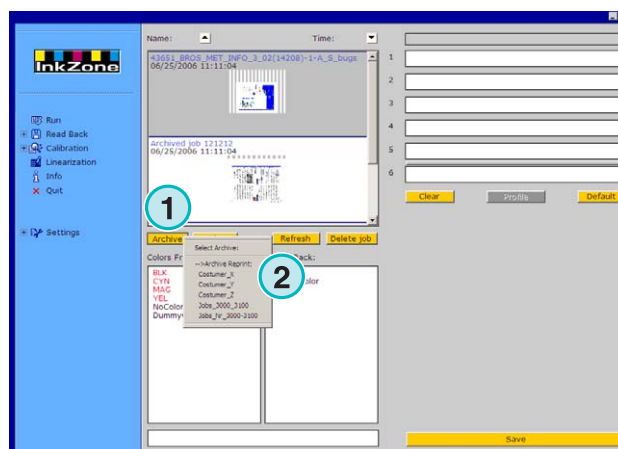 InkZone
Run
Read Back
Calibration
Linearization
Info
Quit
Settings
Name:
Time:
43651_BROS_MET_INFO_3_02(14208)-1-A_S_bugs
06/25/2006 11:11:04
Archived job 121212
06/25/2006 11:11:04
1
Archive
Refresh
Delete job
Select Archive:
-->Archive Reprint:
Costumer_X
Costumer_Y
Costumer_Z
Jobs_3000_3100
Jobs_Nr_3000-3100
2
Colors Fr
Back:
BLK
CYN
MAG
YEL
NoColor
Dummy
olor
1
2
3
4
5
6
Clear
Profile
Default
Save